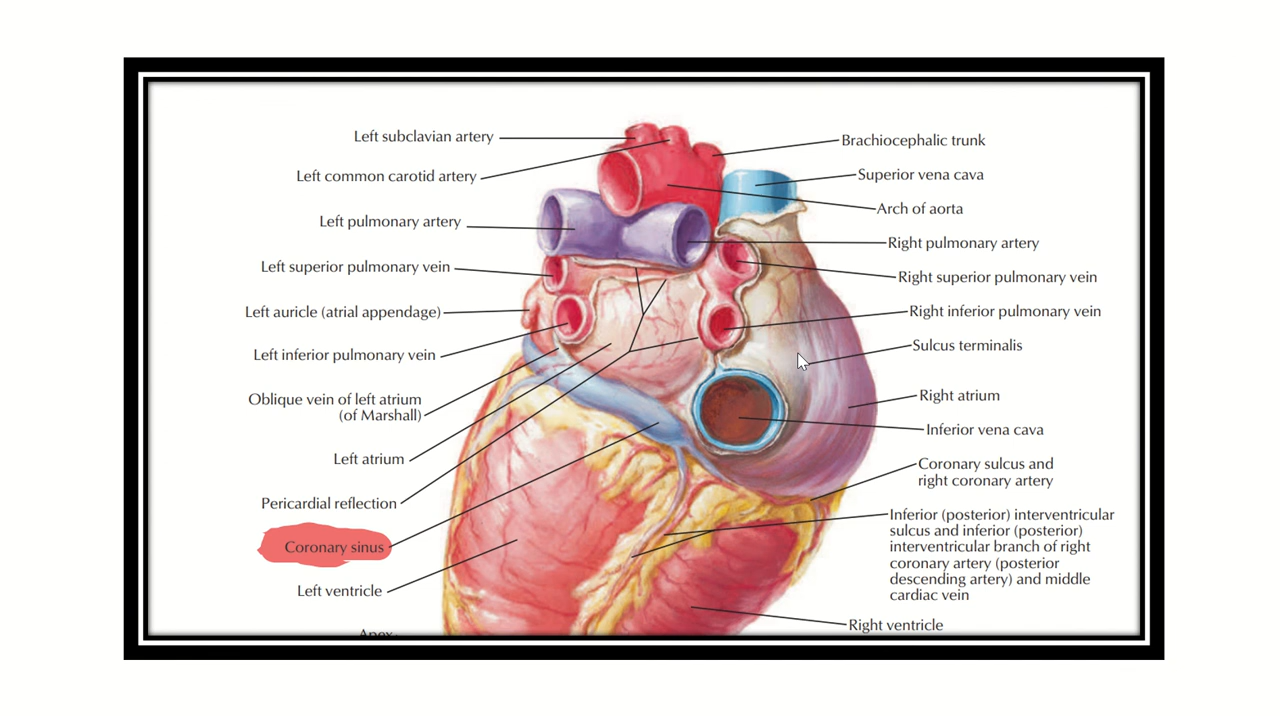 Left subclavian artery
Left common carotid artery
Left pulmonary artery
Left superior pulmonary vein
Left auricle (atrial appendage)
Left inferior pulmonary vein
Oblique vein of left atrium
(of Marshall)
Left atrium
Pericardial reflection
Coronary sinus
Left ventricle
Apex
Brachiocephalic trunk
Superior vena cava
Arch of aorta
Right pulmonary artery
Right superior pulmonary vein
Right inferior pulmonary vein
Sulcus terminalis
Right atrium
Inferior vena cava
Coronary sulcus and
right coronary artery
Inferior (posterior) interventricular
sulcus and inferior (posterior)
interventricular branch of right
coronary artery (posterior
descending artery) and middle
cardiac vein
Right ventricle